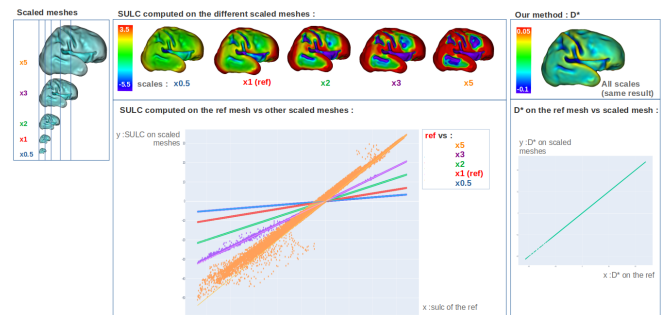 Scaled meshes
x5
x3
x2
x1
x0.5
SULC computed on the different scaled meshes :
3.5
-5.5
scales : x0.5
x1 (ref)
x2
x3
x5
Our method : D*
0.05
-0.1
All scales
(same result)
SULC computed on the ref mesh vs other scaled meshes :
y :SULC on scaled
meshes
ref vs :
x5
x3
x2
x1 (ref)
x0.5
x :sulc of the ref
D* on the ref mesh vs scaled mesh :
y :D* on scaled
meshes
x :D* on the ref